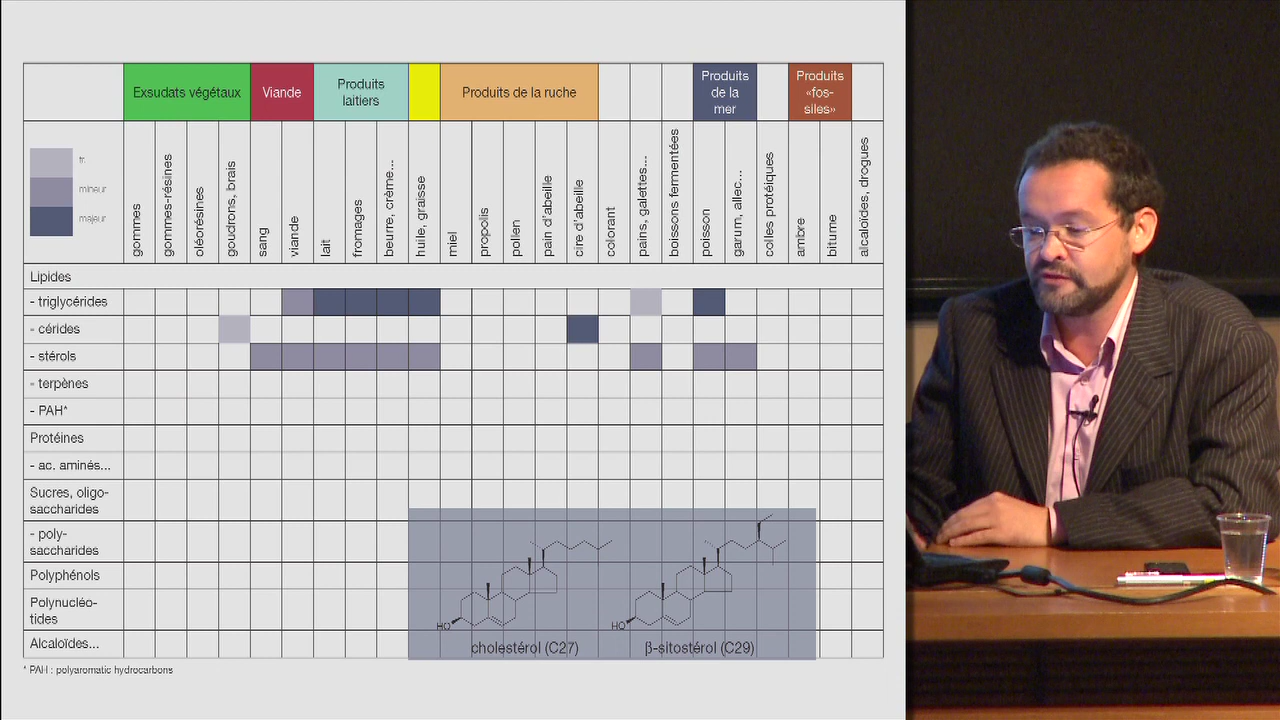 Exsudats végétaux
Viande
Produits
laitiers
Produits de la ruche
Produits
de la
mer
Produits
«fos-
siles»
tr.
mineur
majeur
gommes
gommes-résines
oléorésines
goudrons, brais
sang
viande
lait
fromages
beurre, crème...
huile, graisse
miel
propolis
pollen
pain d'abeille
cire d'abeille
colorant
pains, galettes...
boissons fermentées
poisson
garum, allec...
colles protéiques
ambre
bitume
alcaloïdes, drogues
Lipides
- triglycérides
- cérides
- stérols
- terpènes
- PAH*
Protéines
- ac. aminés...
Sucres, oligo-
saccharides
- poly-
saccharides
Polyphénols
Polynucléo-
tides
Alcaloïdes...
HO
cholestérol (C27)
HO
β-sitostérol (C29)
* PAH : polyaromatic hydrocarbons